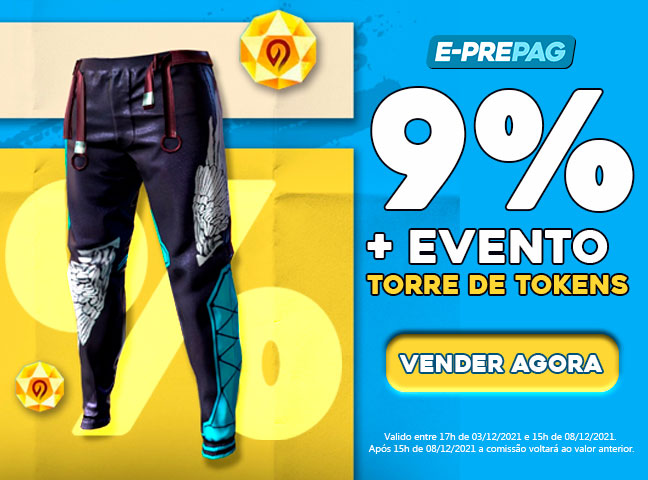 E-PREPAG
9%
+ EVENTO
TORRE DE TOKENS
VENDER AGORA
Valido entre 17h de 03/12/2021 e 15h de 08/12/2021.
Após 15h de 08/12/2021 a comissão voltará ao valor anterior.
%